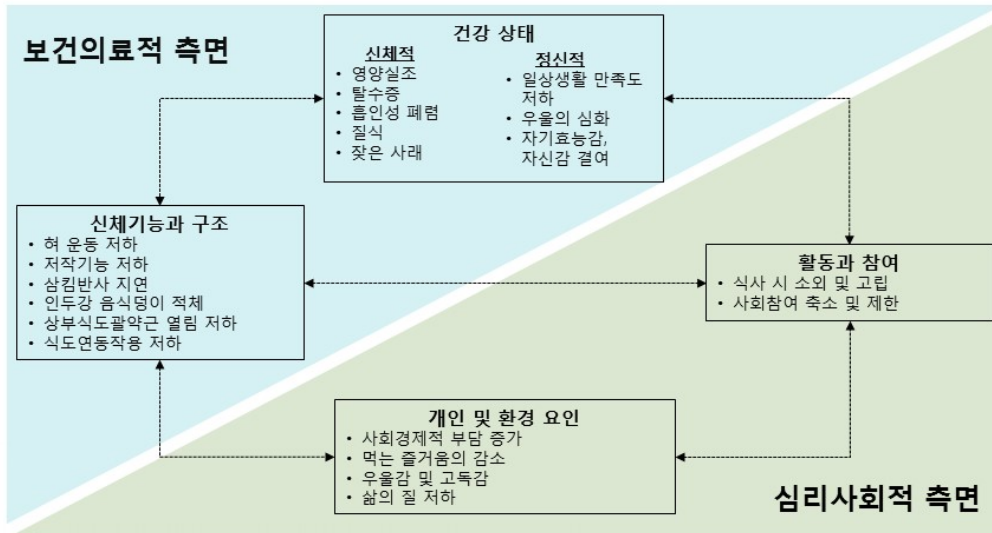 보건의료적 측면
건강 상태
신체적
• 영양실조
• 탈수증
• 흡인성 폐렴
• 질식
• 잦은 사래
정신적
• 일상생활 만족도
저하
• 우울의 심화
• 자기효능감,
자신감 결여
신체기능과 구조
• 혀 운동 저하
• 저작기능 저하
• 삼킴반사 지연
• 인두강 음식덩이 적체
• 상부식도괄약근 열림 저하
• 식도연동작용 저하
활동과 참여
• 식사 시 소외 및 고립
• 사회참여 축소 및 제한
개인 및 환경 요인
• 사회경제적 부담 증가
• 먹는 즐거움의 감소
• 우울감 및 고독감
• 삶의 질 저하
심리사회적 측면